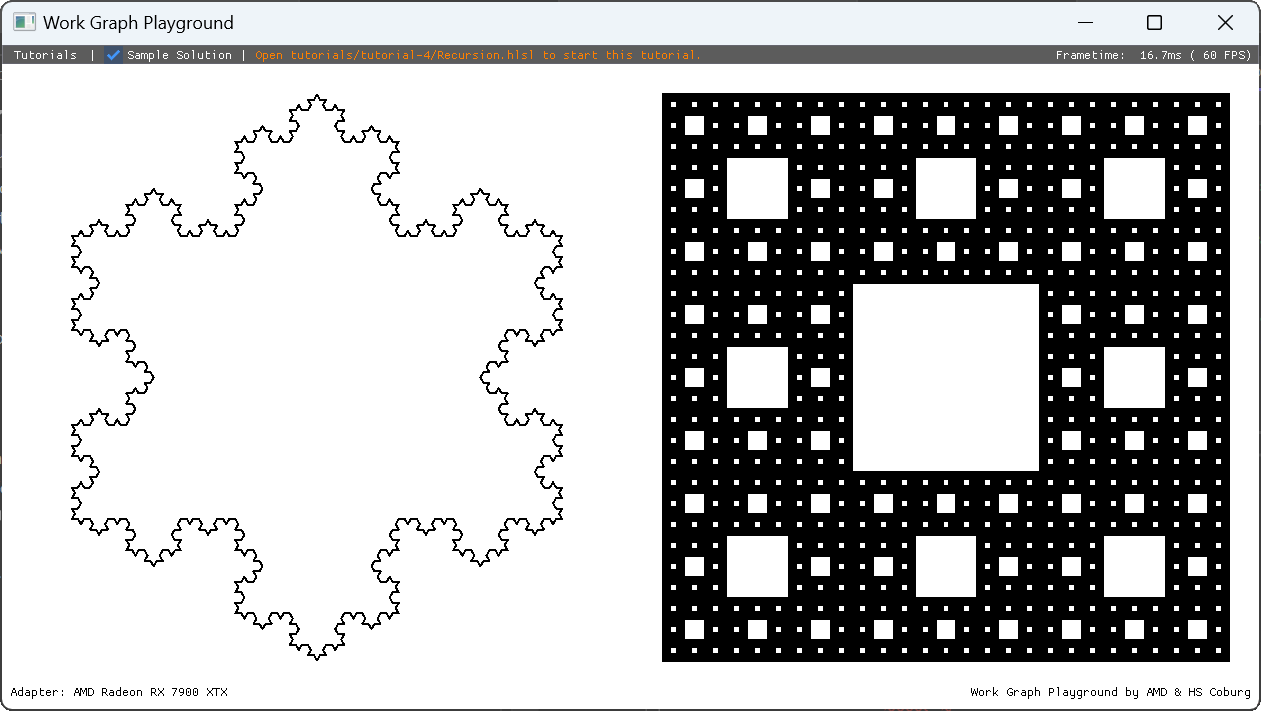 Work Graph Playground
Tutorials | Sample Solution | Open tutorials/tutorial-4/Recursion.hlsl to start this tutorial. Frametime: 16.7ms ( 60 FPS)
Adapter: AMD Radeon RX 7900 XTX Work Graph Playground by AMD & HS Coburg